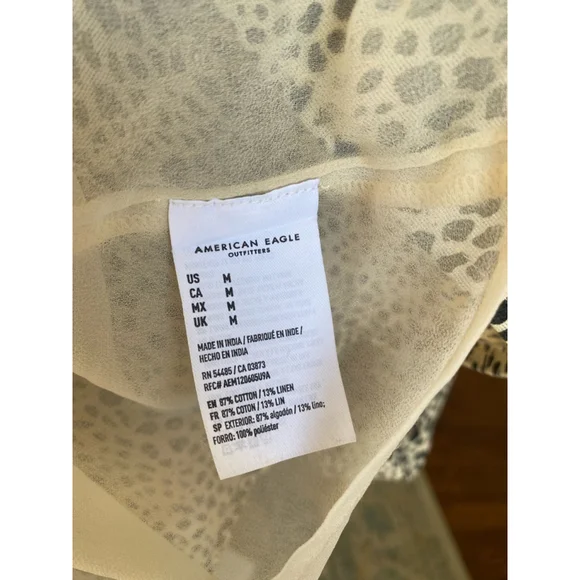 AMERICAN EAGLE
OUTFITTERS
US M
CA M
MX M
UK M
MADE IN INDIA / FABRIQUÉ EN INDE /
HECHO EN INDIA
RN 54485 / CA 03873
RFC# AEM120605U9A
EN 87% COTTON / 13% LINEN
FR 87% COTON / 13% LIN
SP EXTERIOR: 87% algodón / 13% lino;
FORRO: 100% poliéster